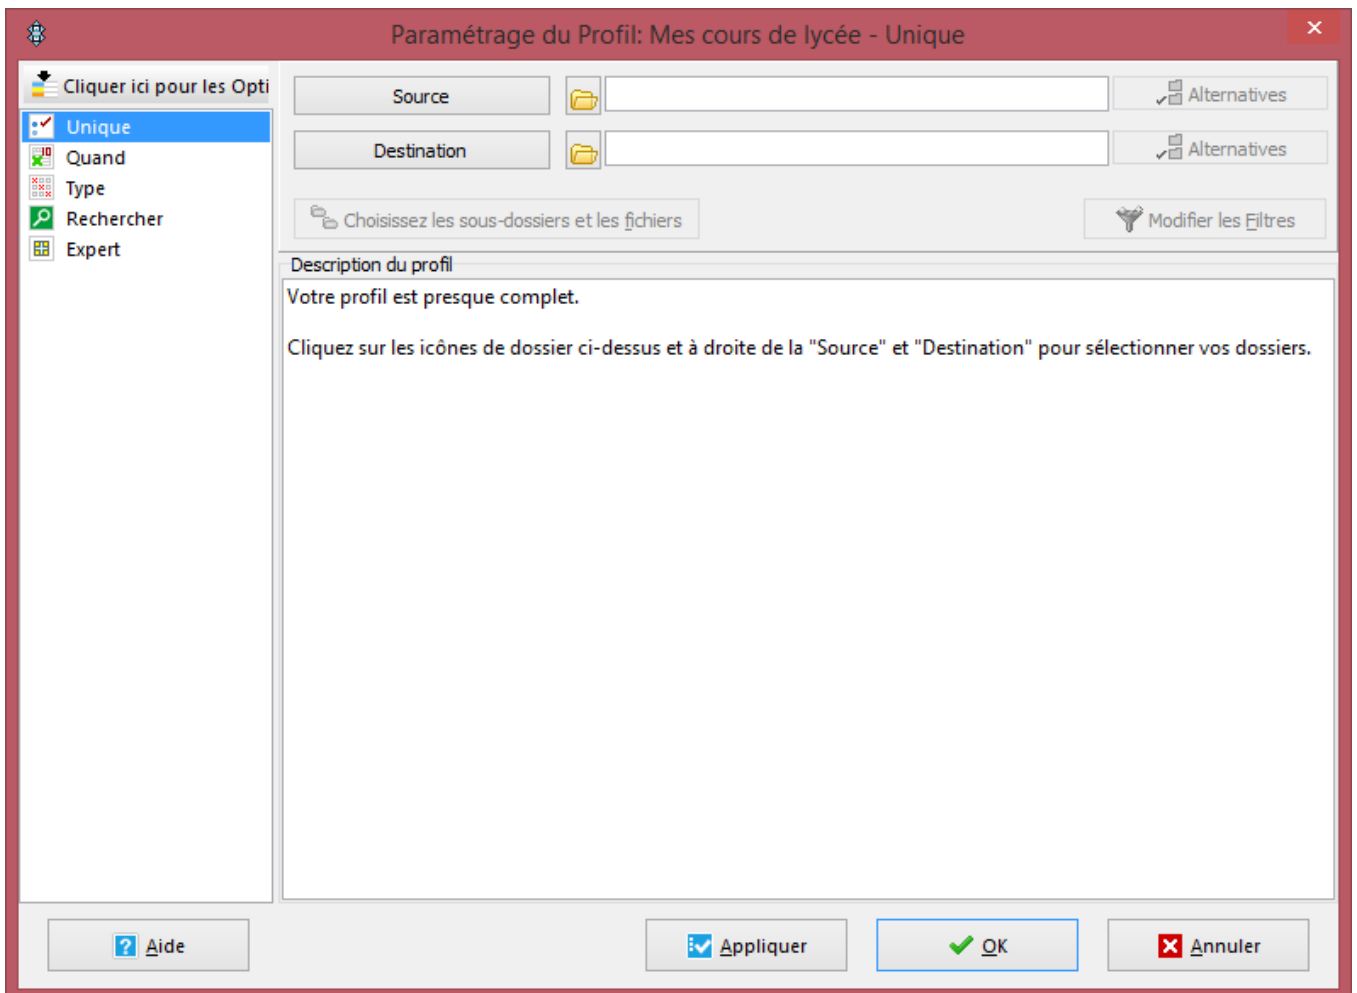 Paramétrage du Profil: Mes cours de lycée - Unique
Cliquer ici pour les Opti
Unique
Quand
Type
Rechercher
Expert
Source
Alternatives
Destination
Alternatives
Choisissez les sous-dossiers et les fichiers
Modifier les Filtres
Description du profil
Votre profil est presque complet.
Cliquez sur les icônes de dossier ci-dessus et à droite de la "Source" et "Destination" pour sélectionner vos dossiers.
Aide
Appliquer
OK
Annuler